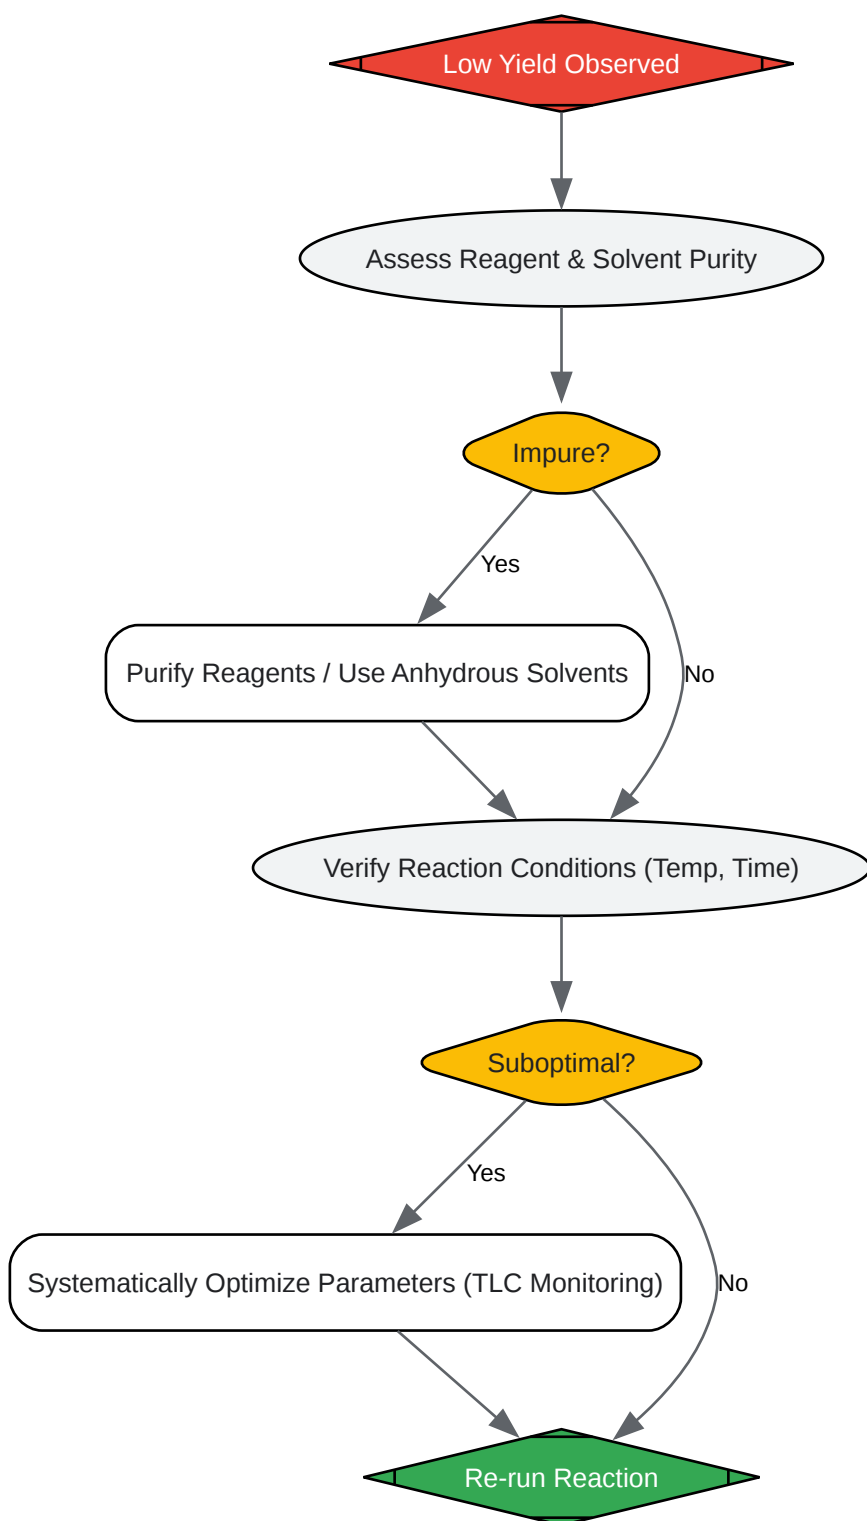 Low Yield Observed
Assess Reagent & Solvent Purity
Impure?
Yes
Purify Reagents / Use Anhydrous Solvents
No
Verify Reaction Conditions (Temp, Time)
Suboptimal?
Yes
Systematically Optimize Parameters (TLC Monitoring)
No
Re-run Reaction